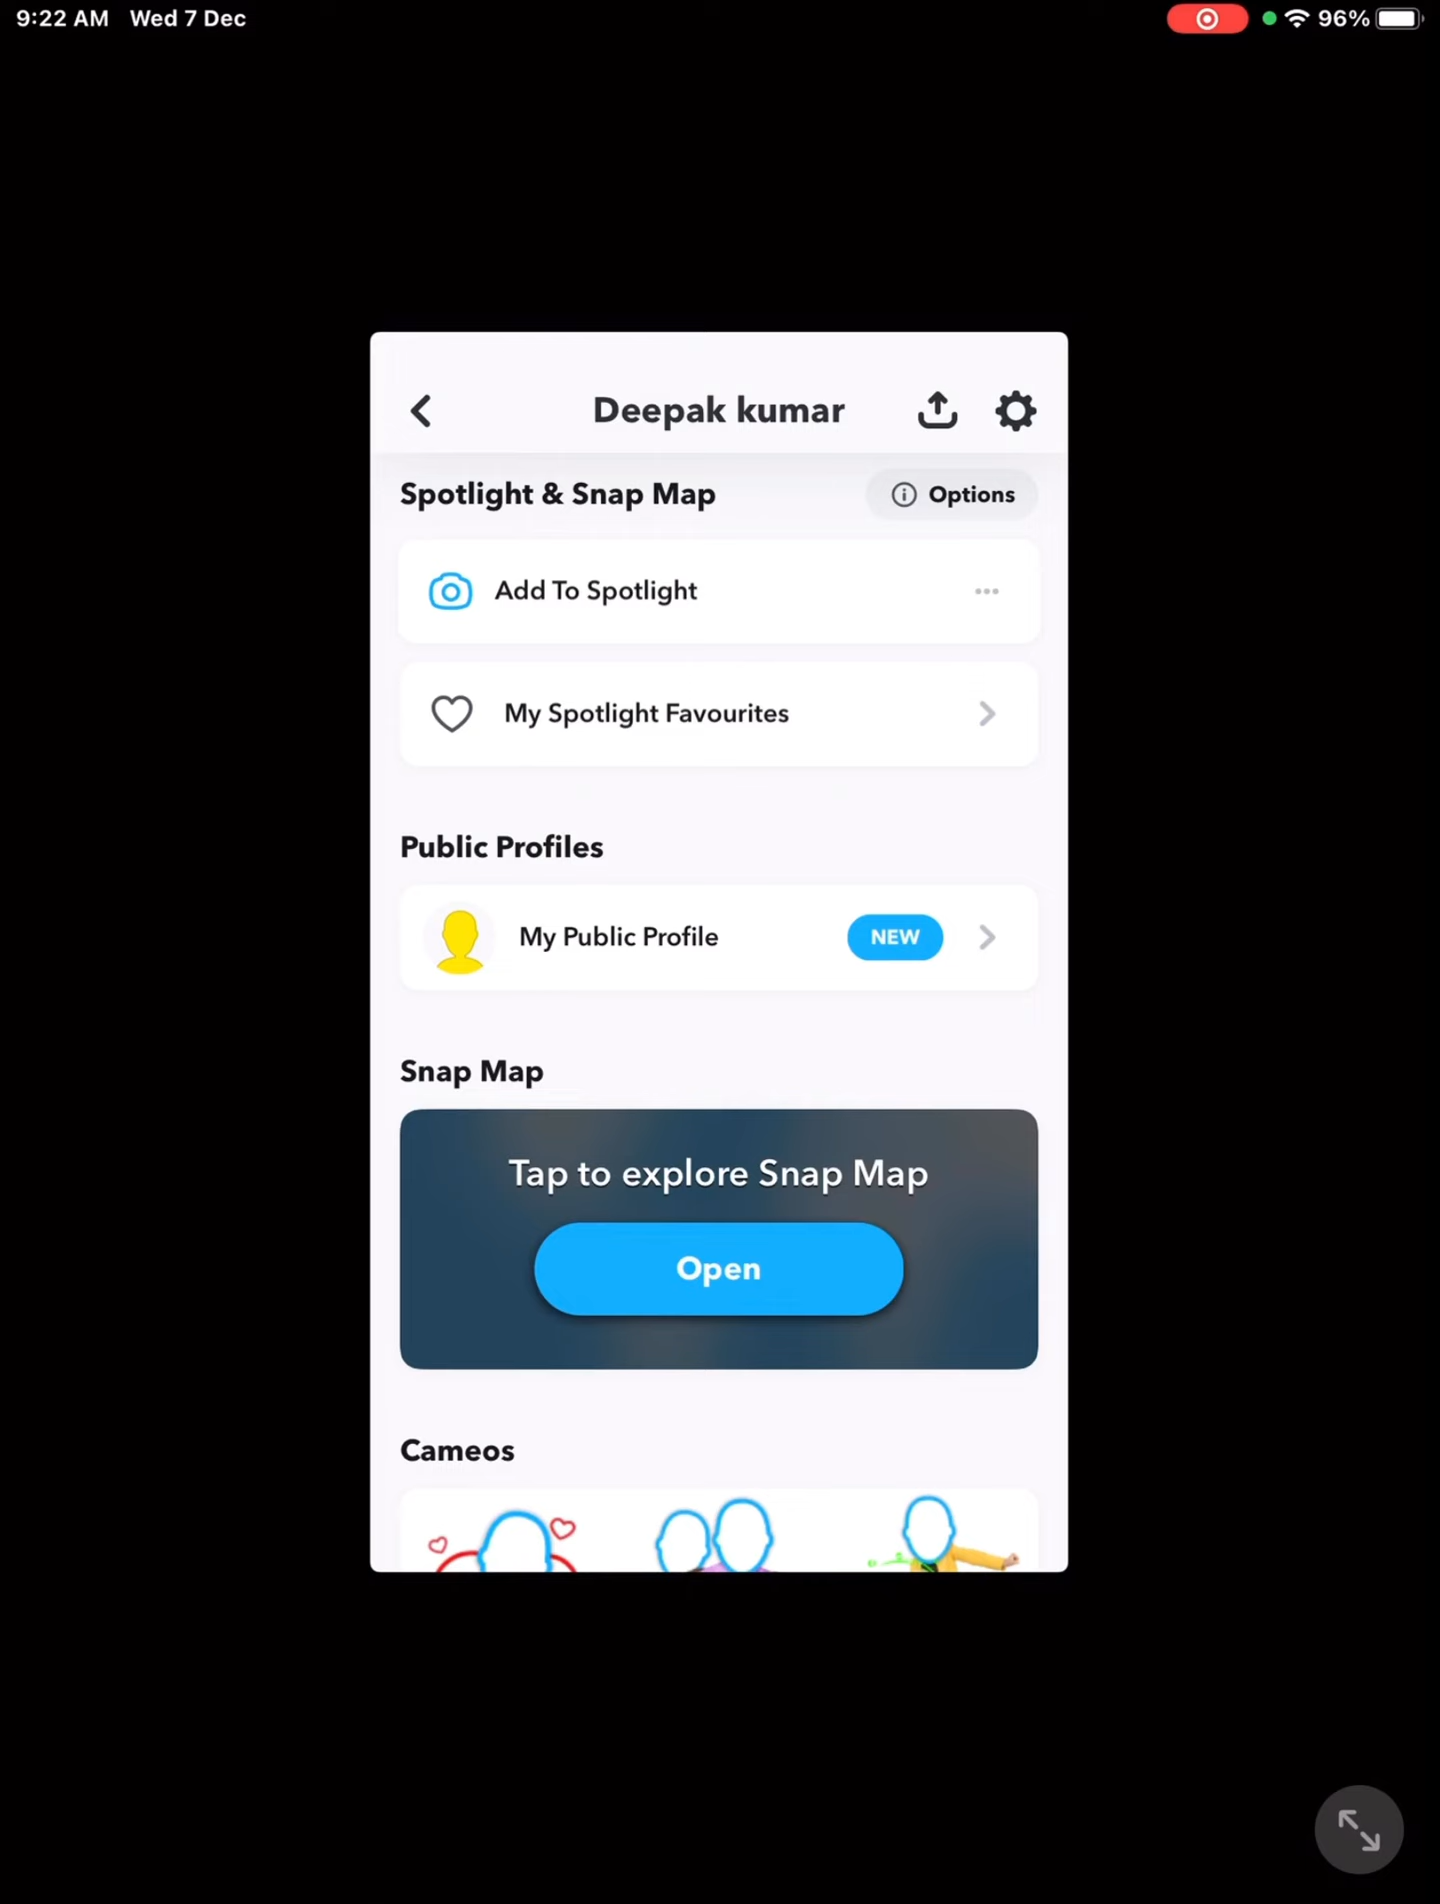 9:22 AM Wed 7 Dec 96%
Deepak kumar
Spotlight & Snap Map Options
Add To Spotlight
My Spotlight Favourites
Public Profiles
My Public Profile NEW
Snap Map
Tap to explore Snap Map
Open
Cameos